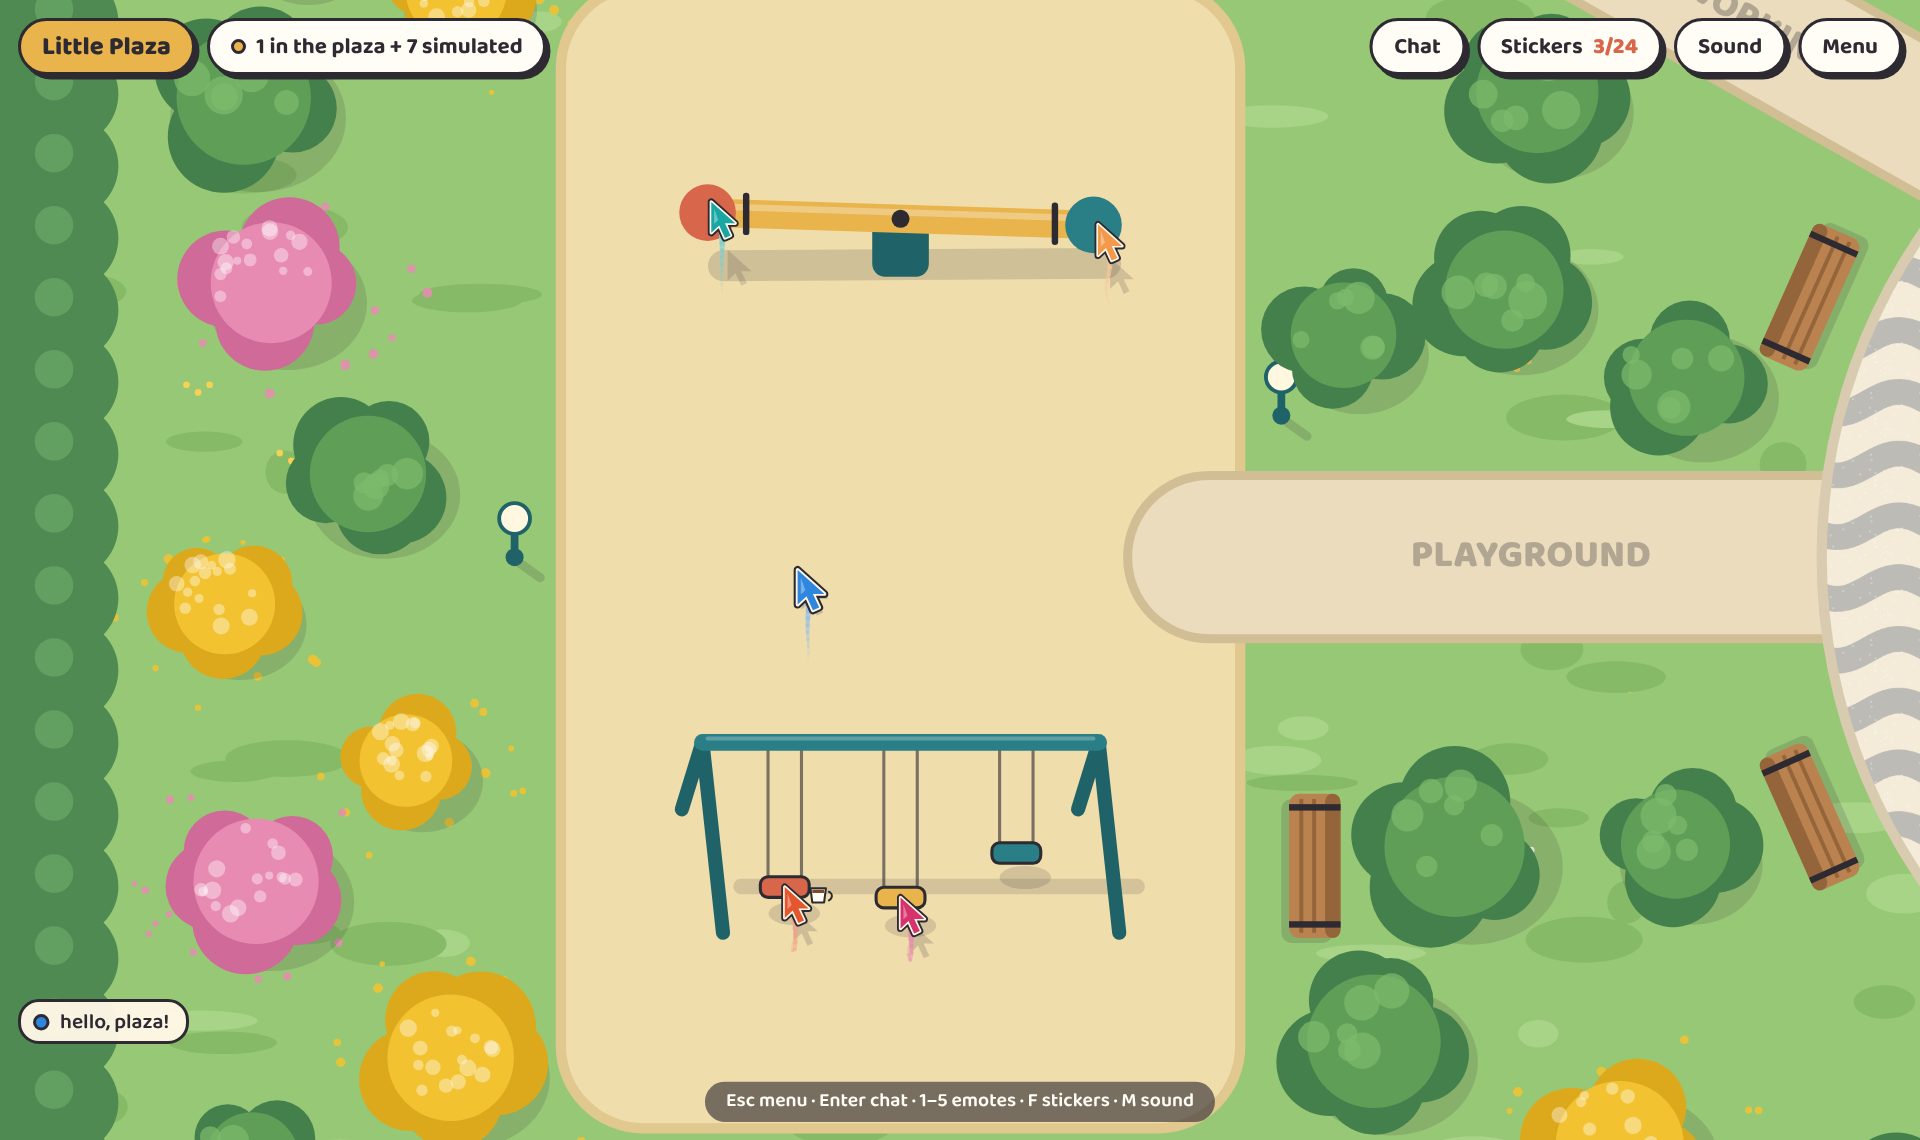 Little Plaza
1 in the plaza + 7 simulated
Chat
Stickers 3/24
Sound
Menu
PLAYGROUND
hello, plaza!
Esc menu · Enter chat · 1–5 emotes · F stickers · M sound